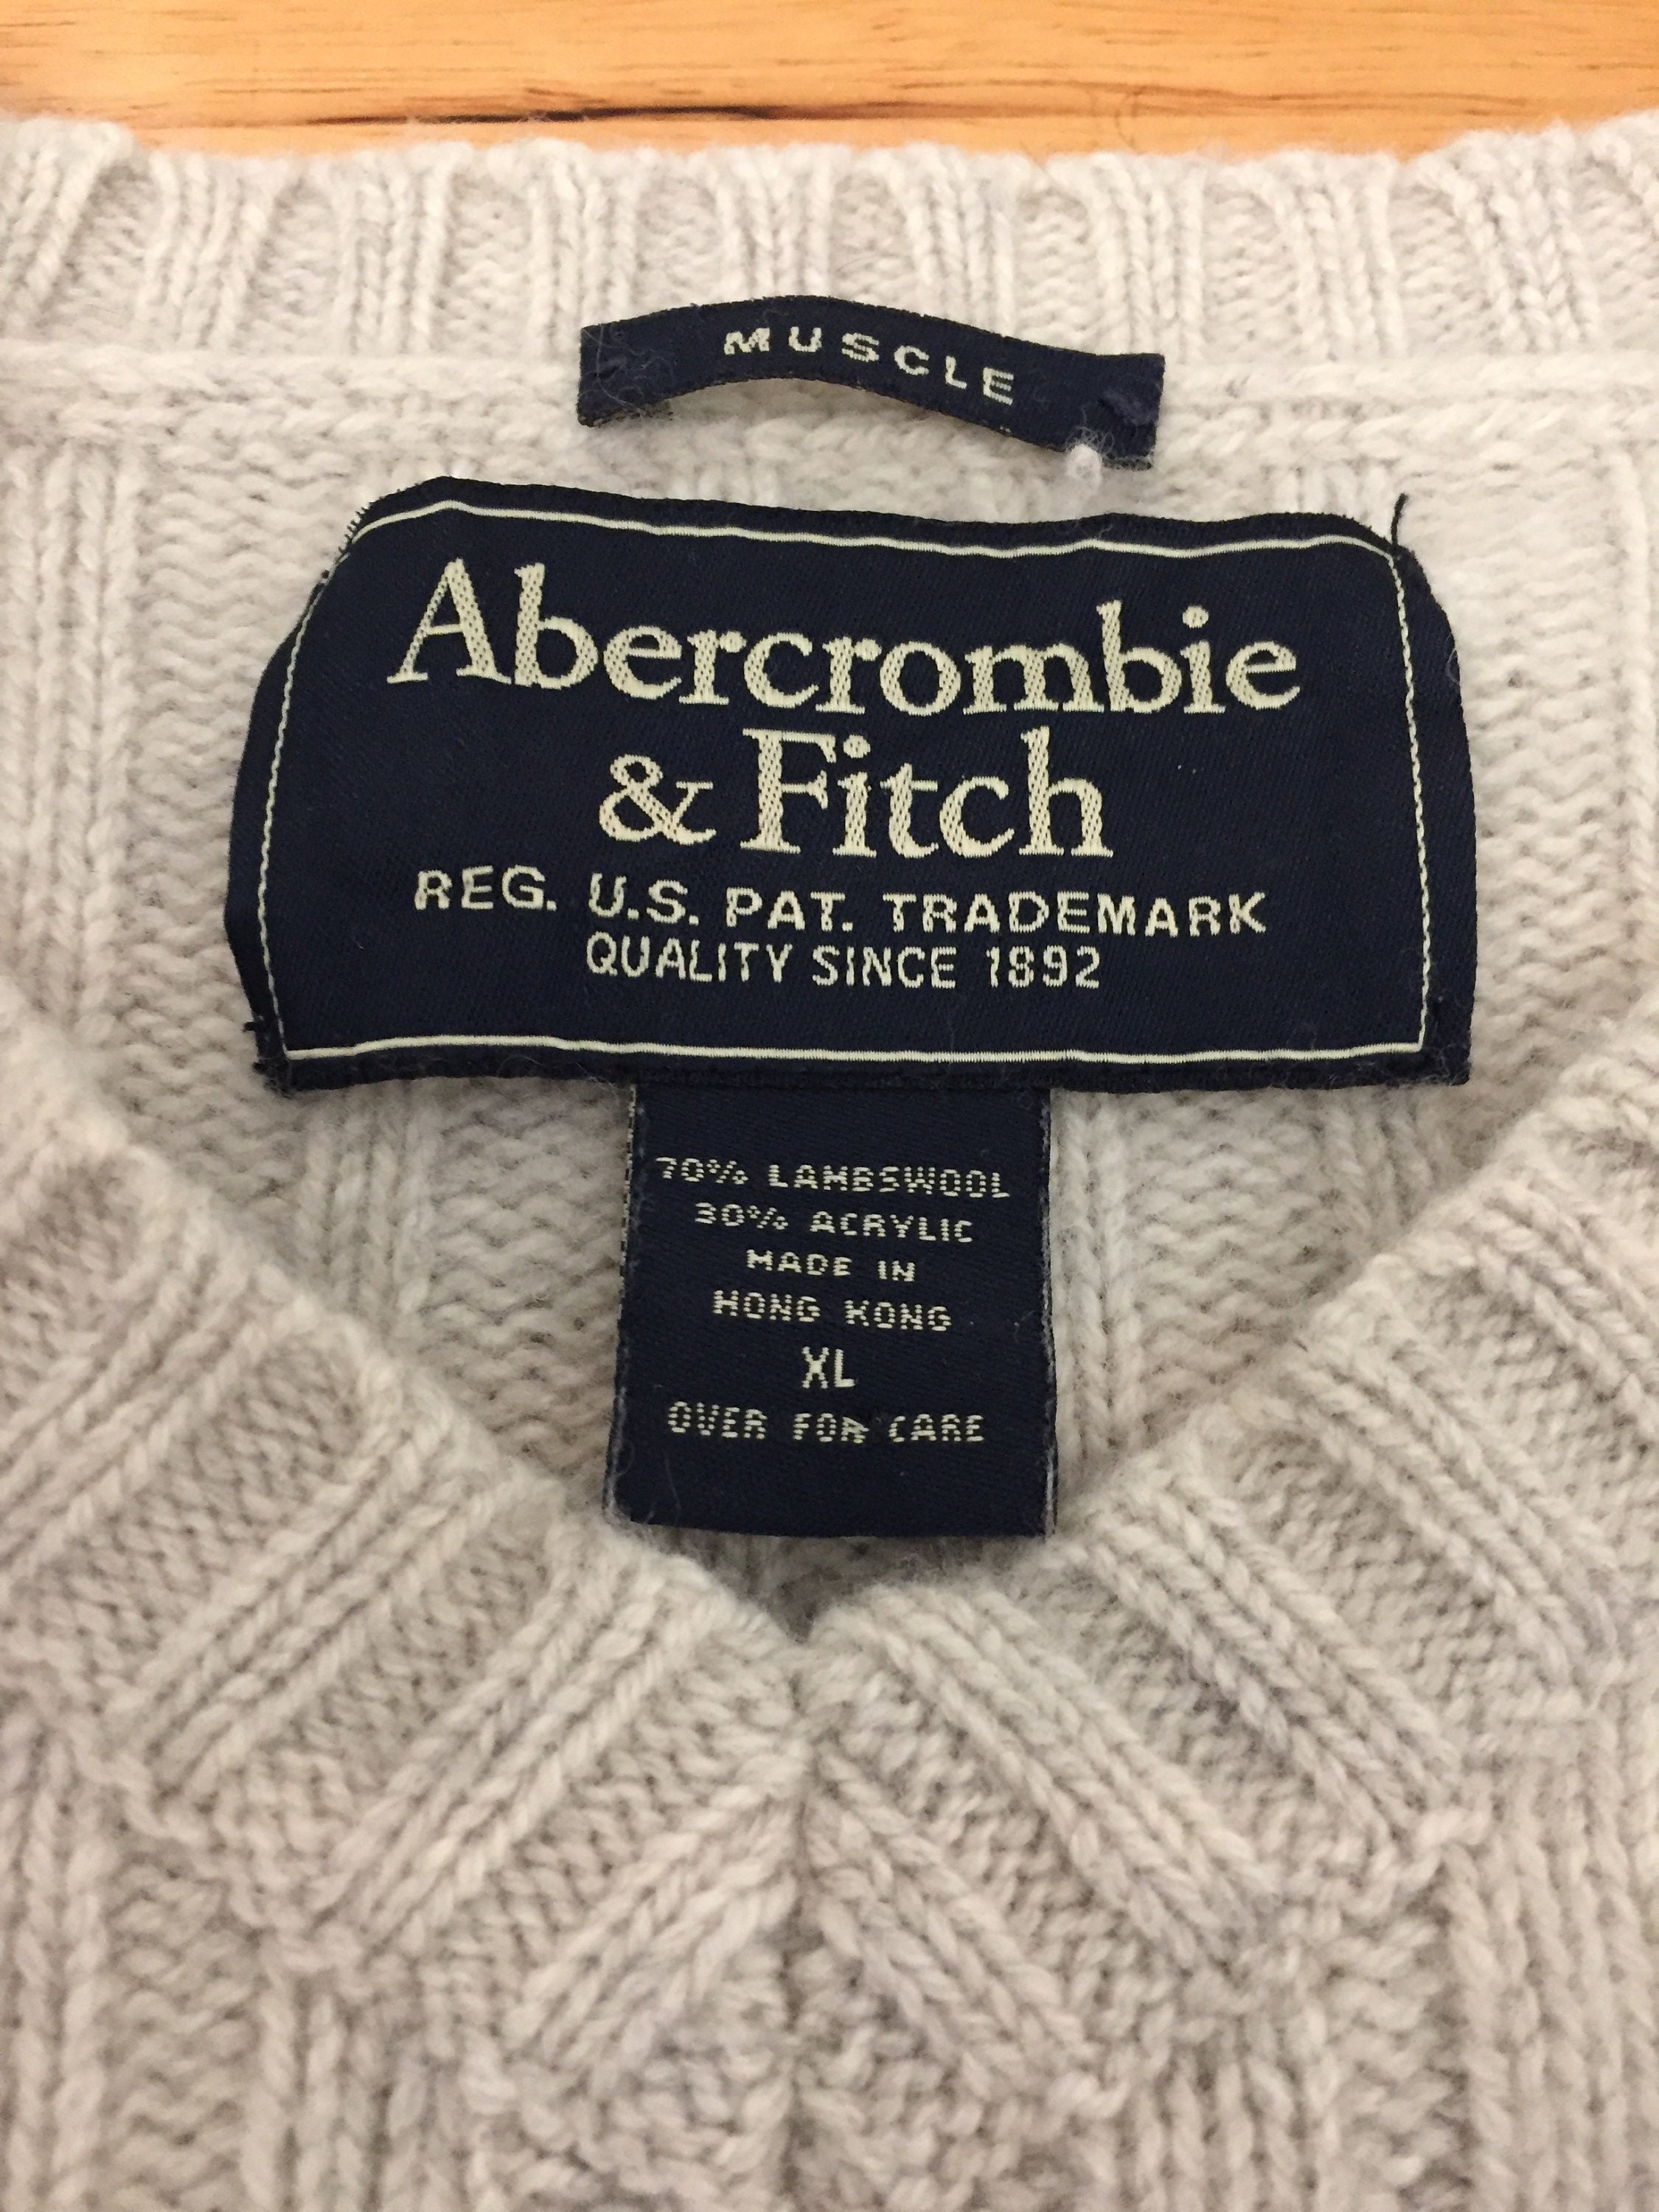 MUSCLE
Abercrombie
& Fitch
REG. U.S. PAT. TRADEMARK
QUALITY SINCE 1892
70% LAMBSWOOL
30% ACRYLIC
MADE IN
HONG KONG
XL
OVER FOR CARE